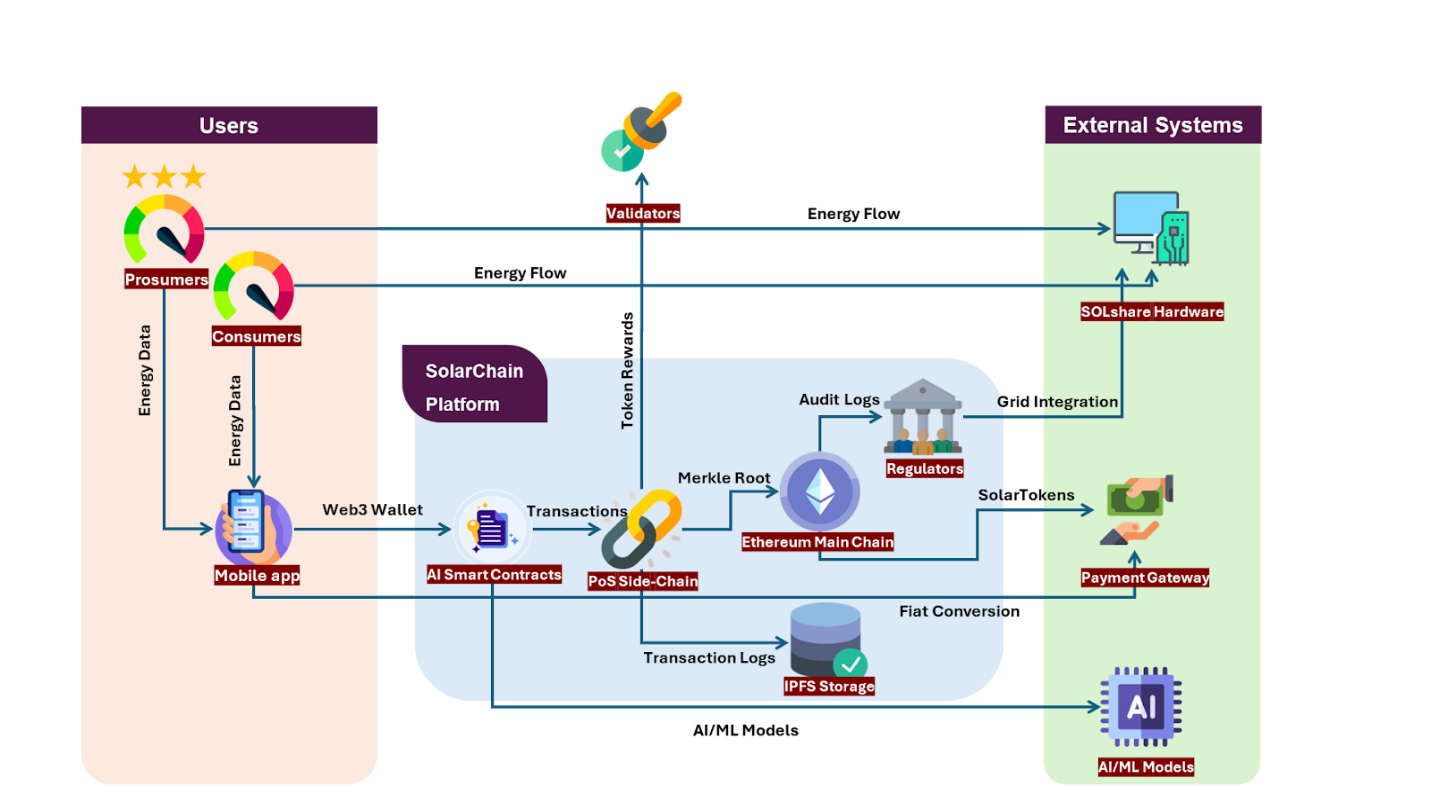 Users
External Systems
Validators
Energy Flow
Prosumers
Energy Flow
SOLshare Hardware
Consumers
Energy Data
Energy Data
Token Rewards
SolarChain
Platform
Audit Logs
Grid Integration
Regulators
Merkle Root
SolarTokens
Web3 Wallet
Transactions
Ethereum Main Chain
Mobile app
AI Smart Contracts
PoS Side-Chain
Payment Gateway
Fiat Conversion
Transaction Logs
IPFS Storage
AI
AI/ML Models
AI/ML Models